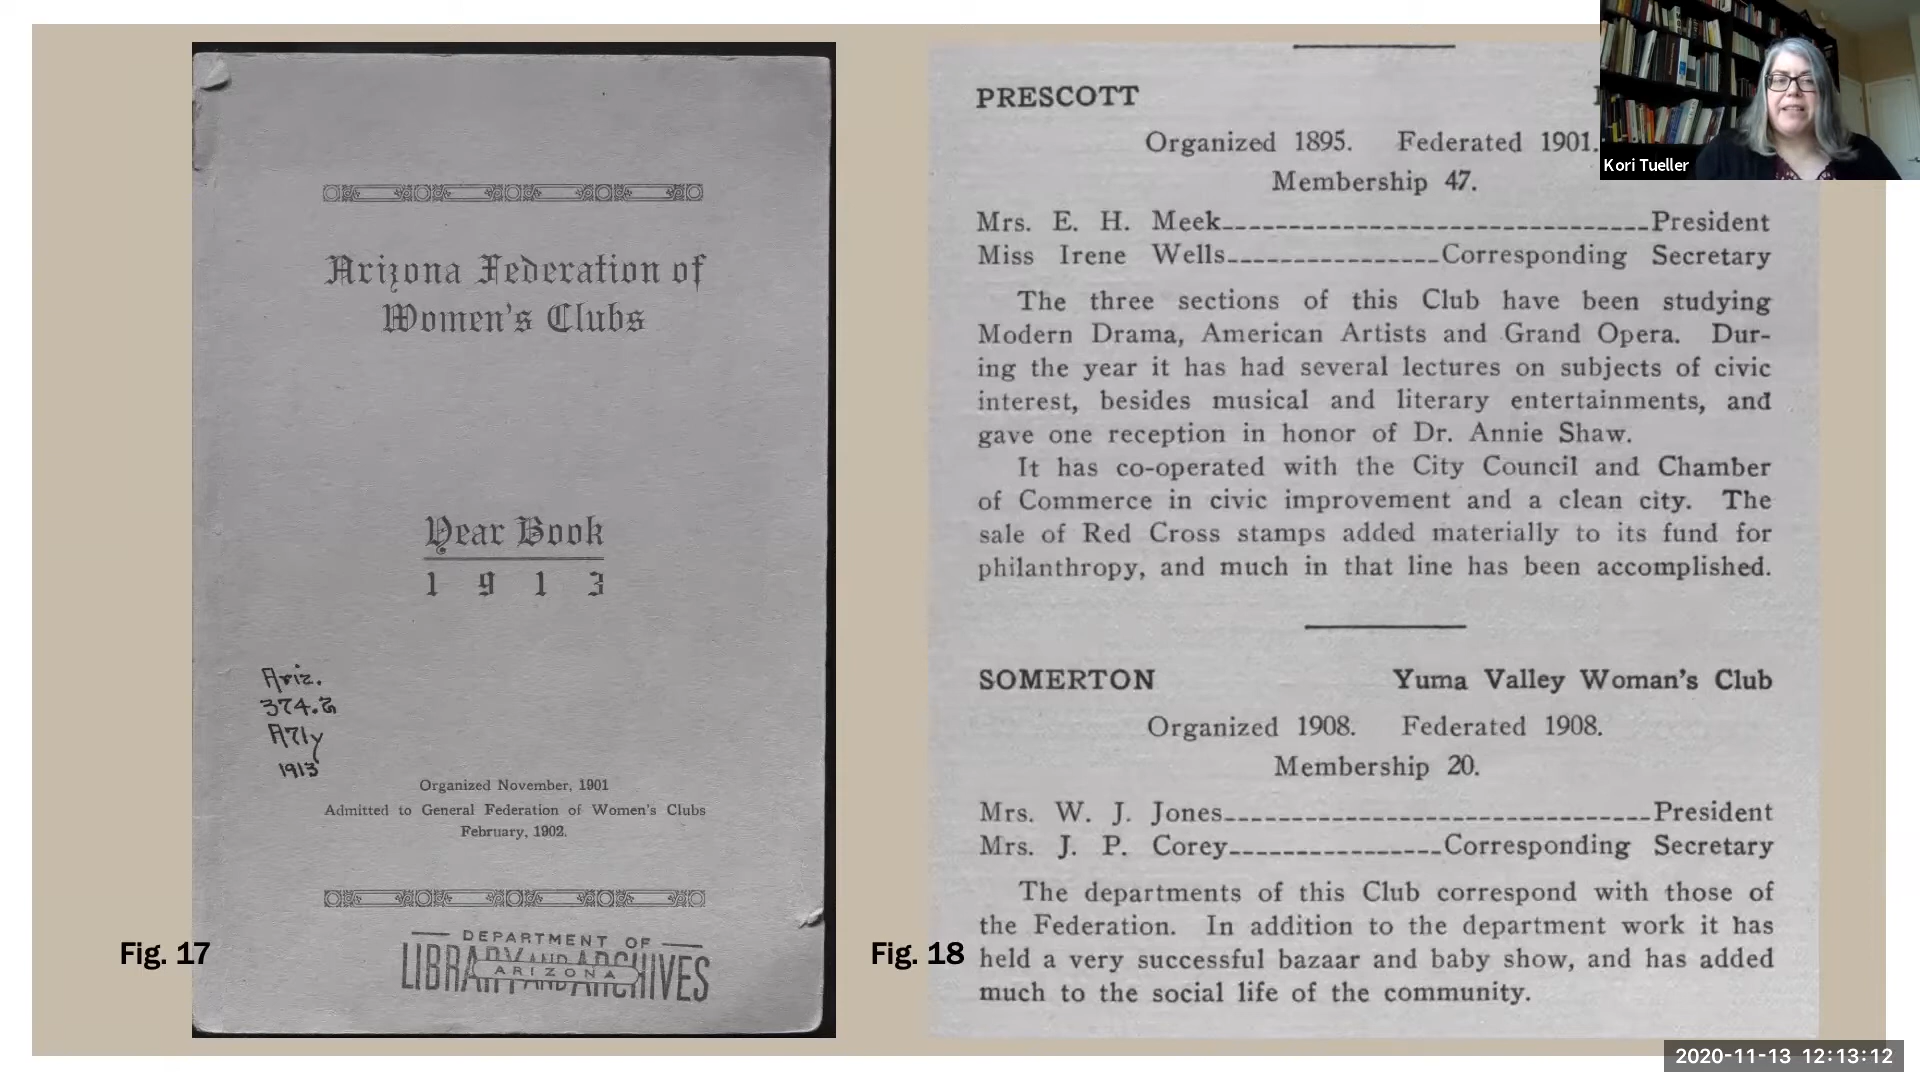 Arizona Federation of
Women's Clubs
Year Book
1 9 1 3
Ariz.
374.2
A71y
1913
Organized November, 1901
Admitted to General Federation of Women's Clubs
February, 1902.
DEPARTMENT OF
LIBRARY AND ARCHIVES
ARIZONA
Fig. 17
PRESCOTT
Organized 1895. Federated 1901.
Membership 47.
Mrs. E. H. Meek--------------------------------President
Miss Irene Wells----------------Corresponding Secretary
The three sections of this Club have been studying
Modern Drama, American Artists and Grand Opera. Dur-
ing the year it has had several lectures on subjects of civic
interest, besides musical and literary entertainments, and
gave one reception in honor of Dr. Annie Shaw.
It has co-operated with the City Council and Chamber
of Commerce in civic improvement and a clean city. The
sale of Red Cross stamps added materially to its fund for
philanthropy, and much in that line has been accomplished.
SOMERTON Yuma Valley Woman's Club
Organized 1908. Federated 1908.
Membership 20.
Mrs. W. J. Jones--------------------------------President
Mrs. J. P. Corey----------------Corresponding Secretary
The departments of this Club correspond with those of
the Federation. In addition to the department work it has
held a very successful bazaar and baby show, and has added
much to the social life of the community.
Fig. 18
Kori Tueller
2020-11-13 12:13:12